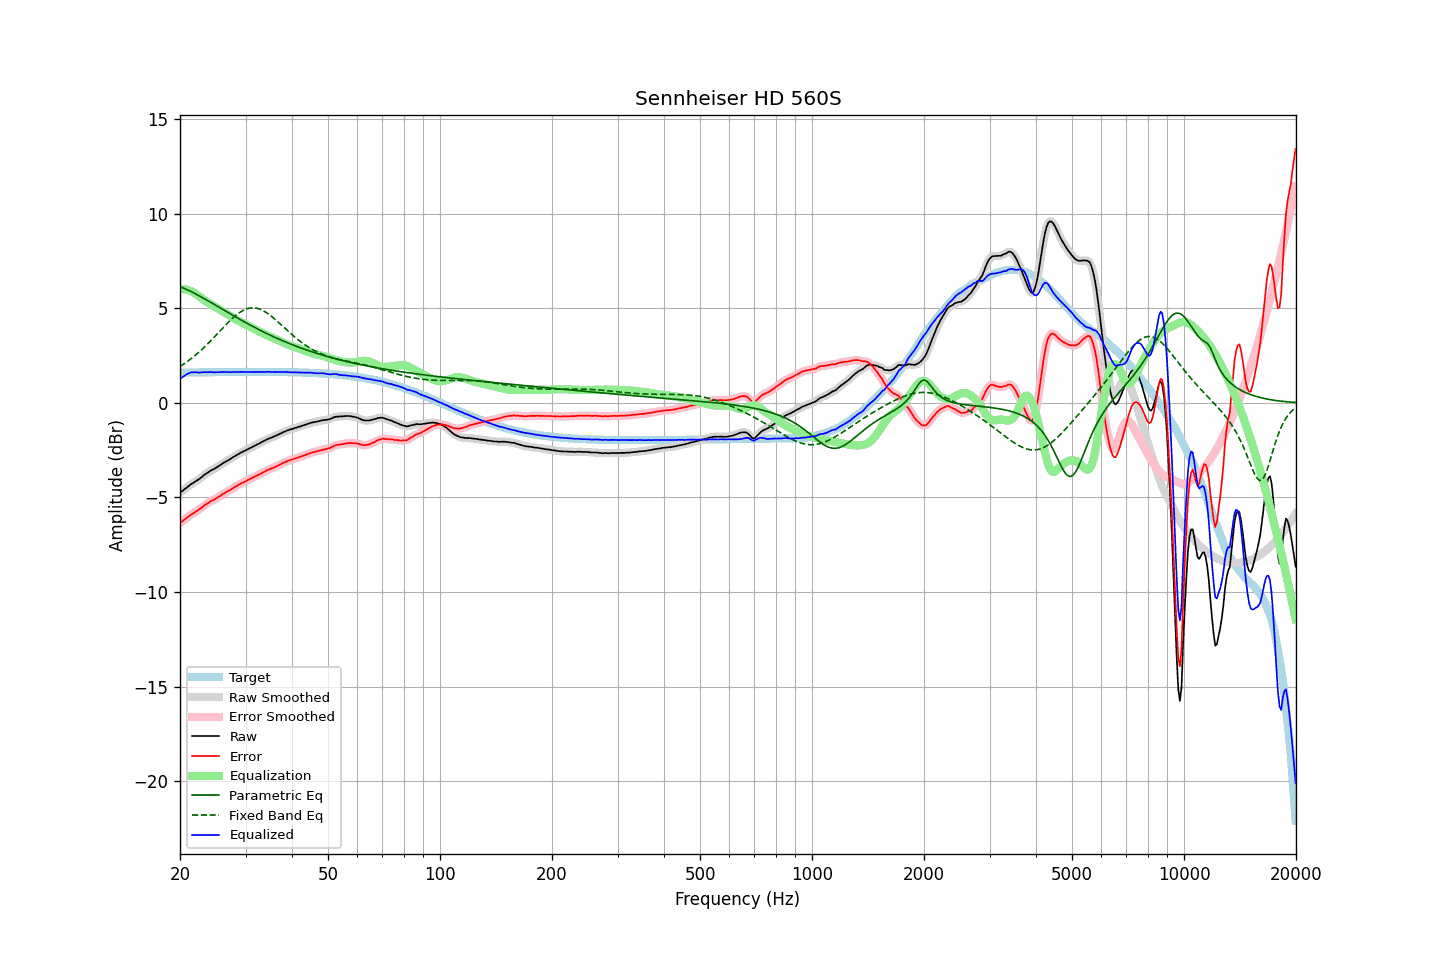 Sennheiser HD 560S
Amplitude (dBr)
15
10
5
0
−5
−10
−15
−20
Target
Raw Smoothed
Error Smoothed
Raw
Error
Equalization
Parametric Eq
Fixed Band Eq
Equalized
20 50 100 200 500 1000 2000 5000 10000 20000
Frequency (Hz)